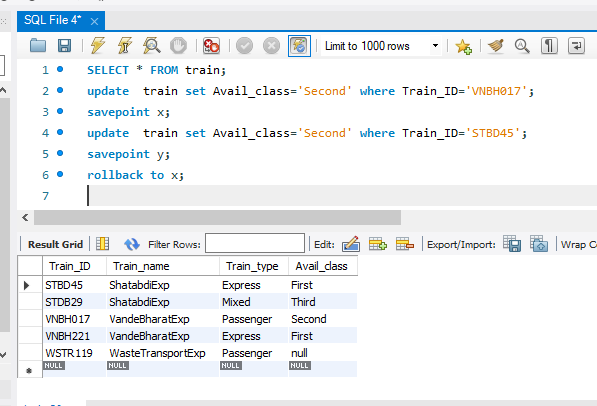 SQL File 4*
Limit to 1000 rows
1 SELECT * FROM train;
2 update  train set Avail_class='Second' where Train_ID='VNBH017';
3 savepoint x;
4 update  train set Avail_class='Second' where Train_ID='STBD45';
5 savepoint y;
6 rollback to x;
7
Result Grid Filter Rows: Edit: Export/Import: Wrap Ce
Train_ID Train_name Train_type Avail_class
STBD45 ShatabdiExp Express First
STDB29 ShatabdiExp Mixed Third
VNBH017 VandeBharatExp Passenger Second
VNBH221 VandeBharatExp Express First
WSTR119 WasteTransportExp Passenger null
NULL NULL NULL NULL